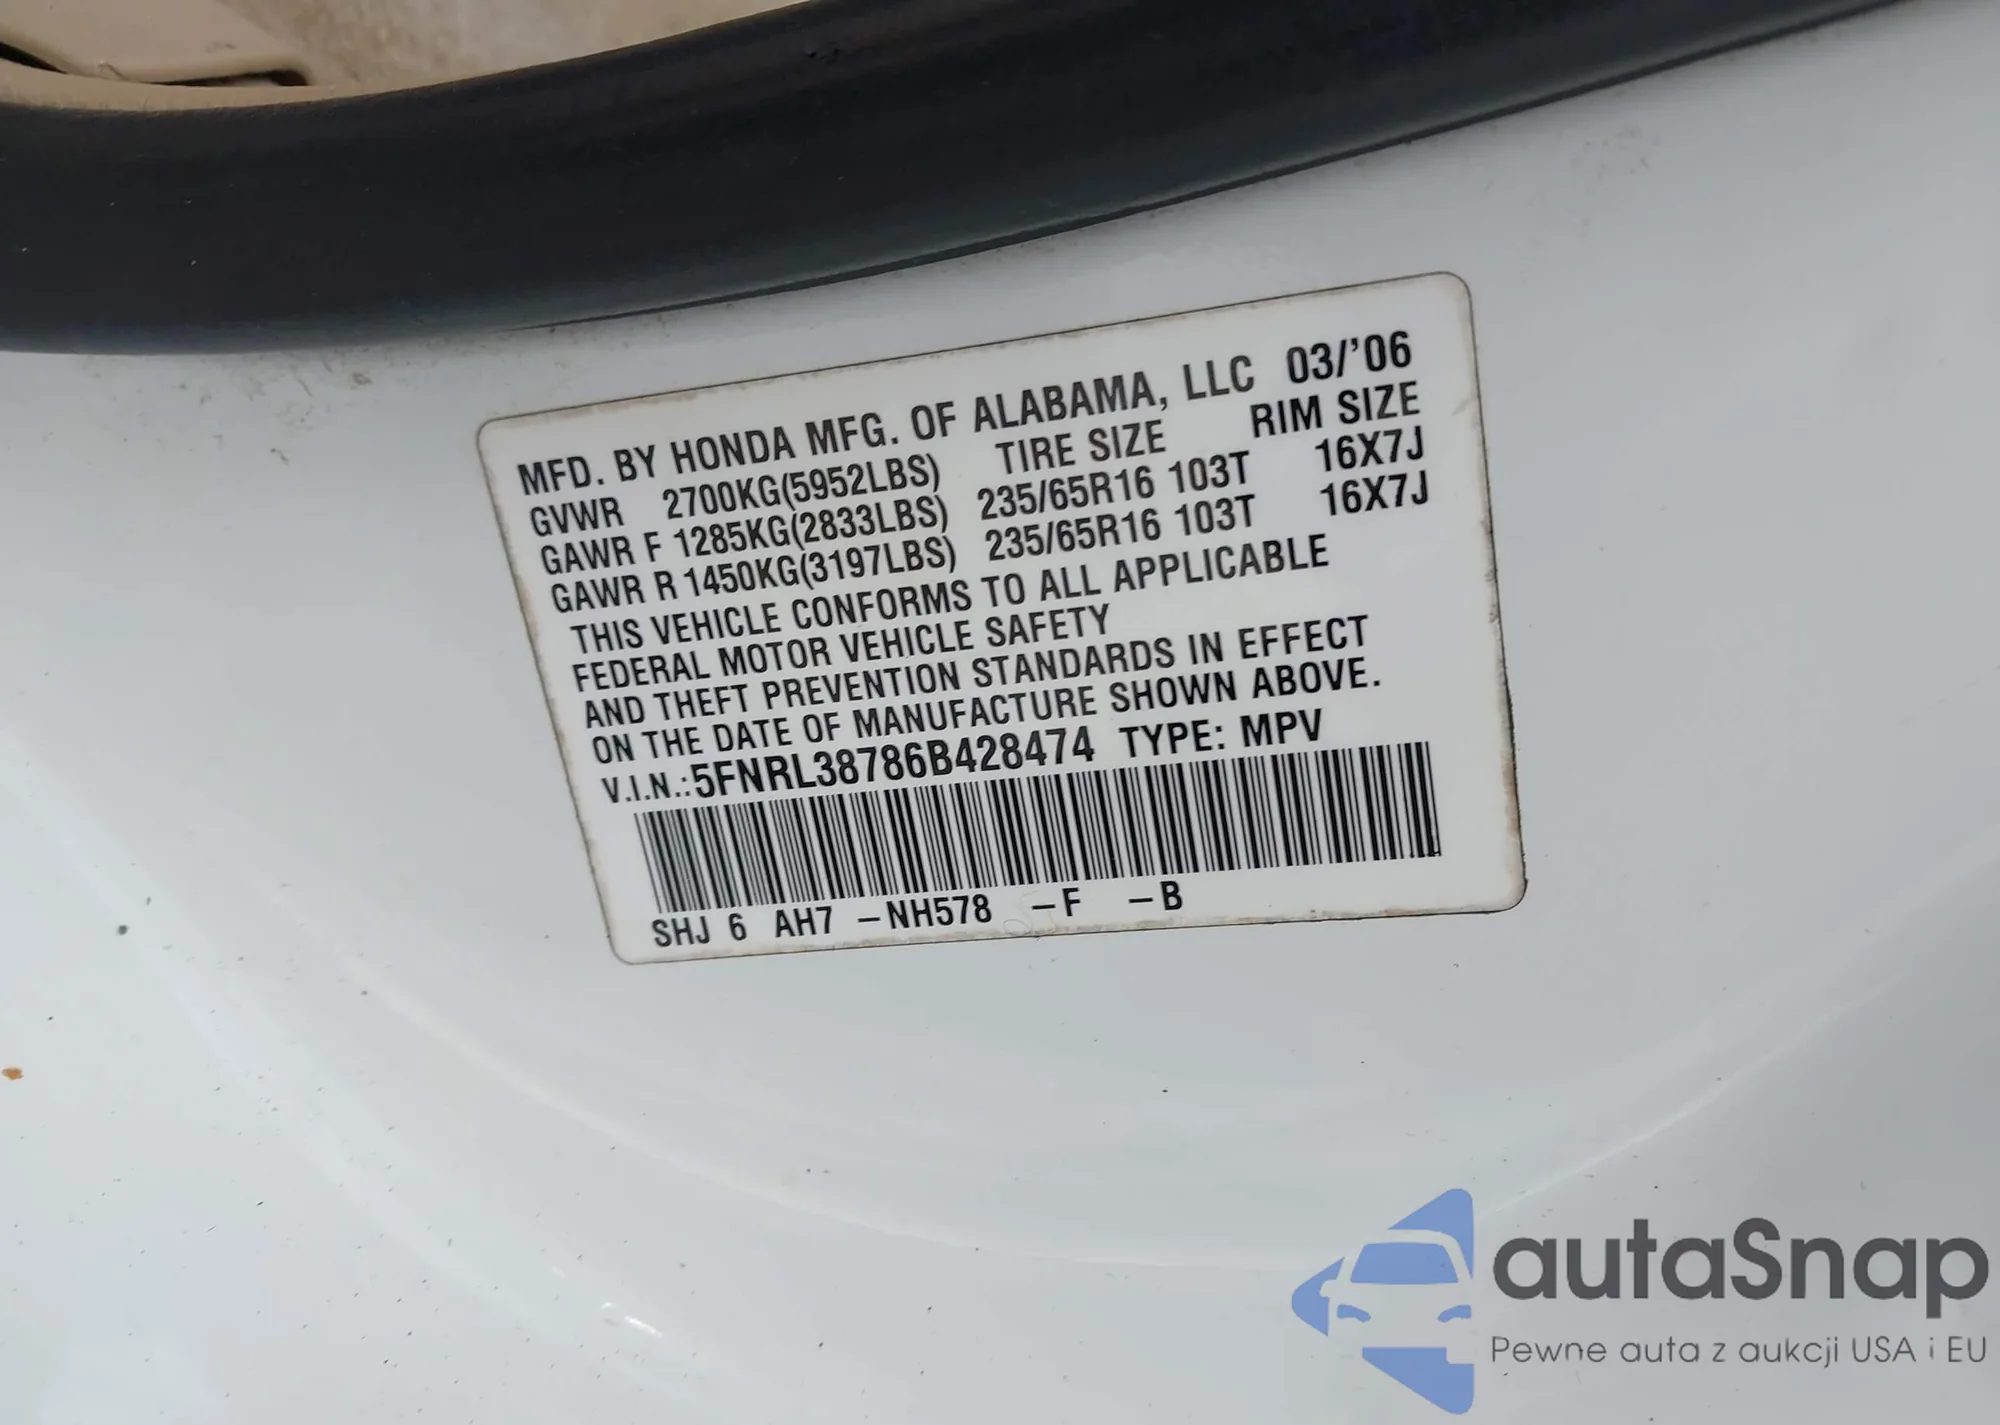 MFD. BY HONDA MFG. OF ALABAMA, LLC 03/'06
GVWR 2700KG(5952LBS) TIRE SIZE RIM SIZE
GAWR F 1285KG(2833LBS) 235/65R16 103T 16X7J
GAWR R 1450KG(3197LBS) 235/65R16 103T 16X7J
THIS VEHICLE CONFORMS TO ALL APPLICABLE
FEDERAL MOTOR VEHICLE SAFETY
AND THEFT PREVENTION STANDARDS IN EFFECT
ON THE DATE OF MANUFACTURE SHOWN ABOVE.
V.I.N.:5FNRL38786B428474 TYPE: MPV
SHJ 6 AH7 –NH578 –F –B
autaSnap
Pewne auta z aukcji USA i EU